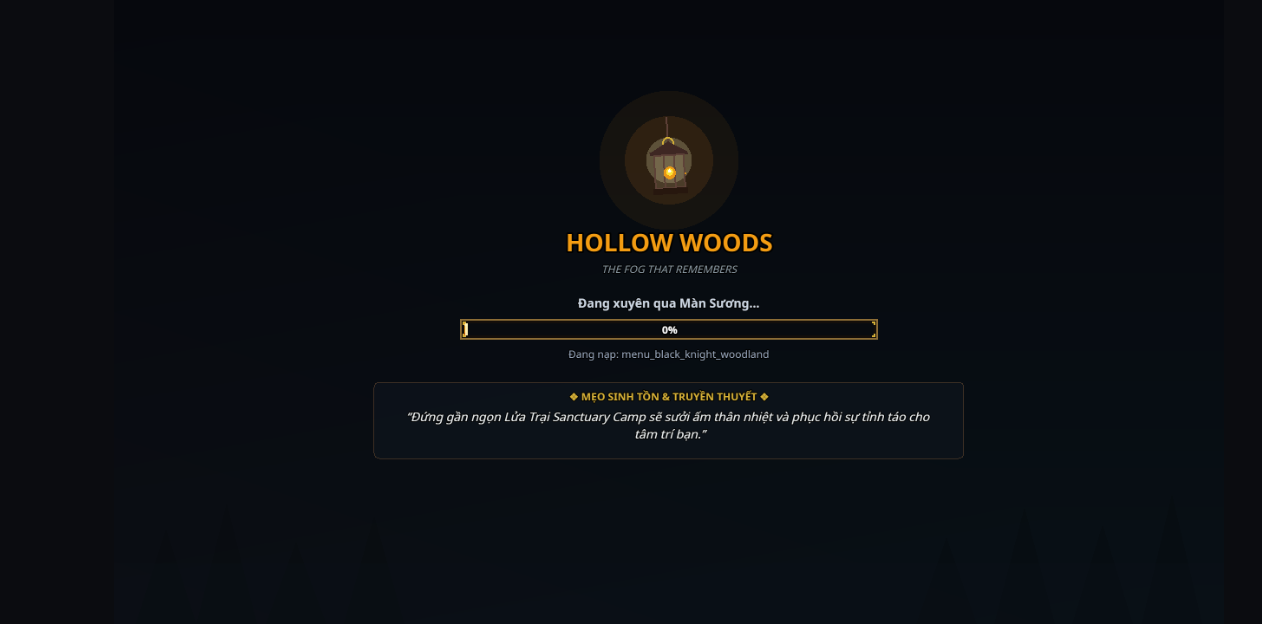 HOLLOW WOODS
THE FOG THAT REMEMBERS
Đang xuyên qua Màn Sương...
0%
Đang nạp: menu_black_knight_woodland
❖ MẸO SINH TỒN & TRUYỀN THUYẾT ❖
"Đứng gần ngọn Lửa Trại Sanctuary Camp sẽ sưởi ấm thân nhiệt và phục hồi sự tỉnh táo cho
tâm trí bạn."